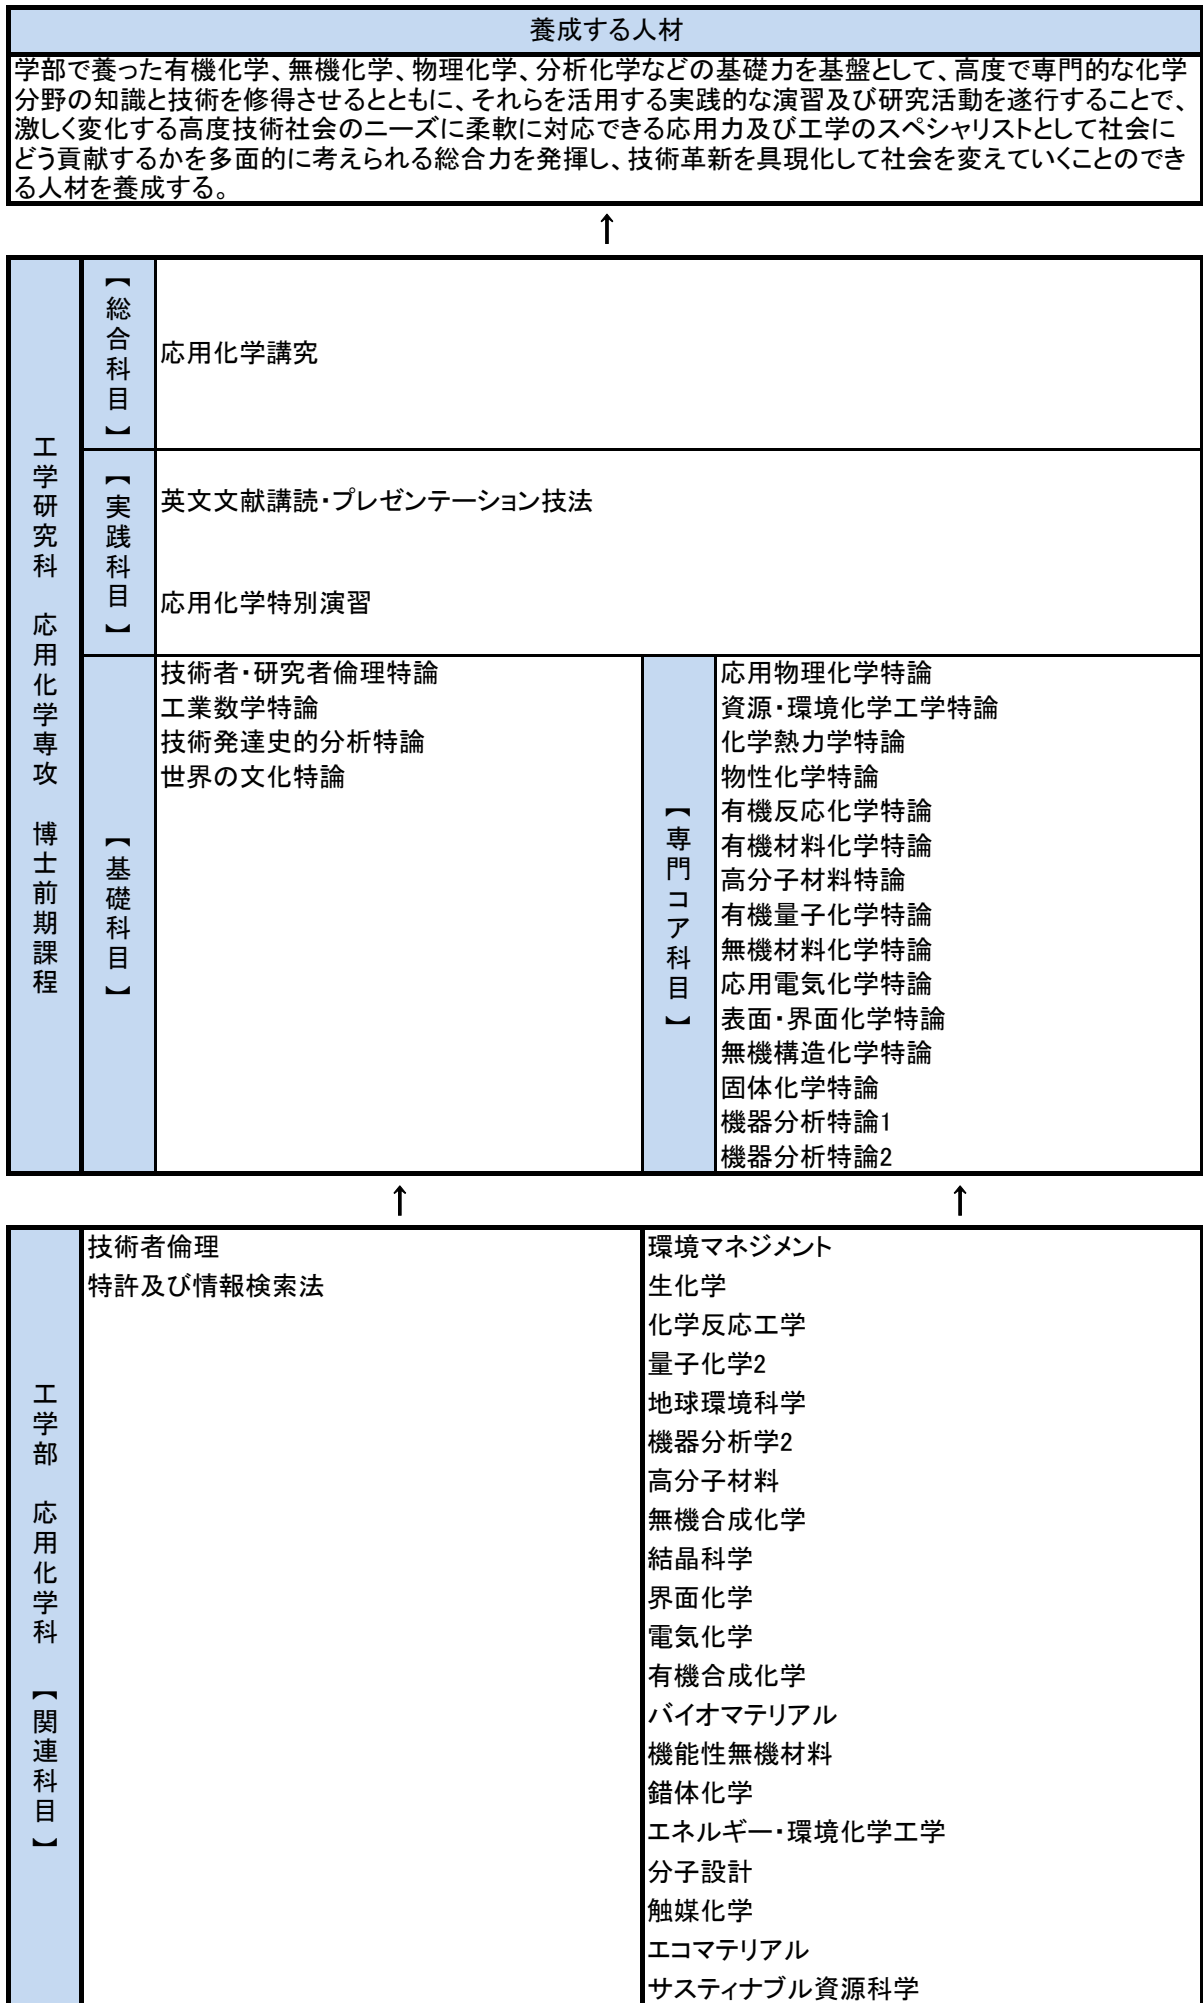 養成する人材
学部で養った有機化学、無機化学、物理化学、分析化学などの基礎力を基盤として、高度で専門的な化学
分野の知識と技術を修得させるとともに、それらを活用する実践的な演習及び研究活動を遂行することで、
激しく変化する高度技術社会のニーズに柔軟に対応できる応用力及び工学のスペシャリストとして社会に
どう貢献するかを多面的に考えられる総合力を発揮し、技術革新を具現化して社会を変えていくことのでき
る人材を養成する。
↑
工学研究科 応用化学専攻 博士前期課程
【総合科目】
応用化学講究
【実践科目】
英文文献講読・プレゼンテーション技法
応用化学特別演習
【基礎科目】
技術者・研究者倫理特論
工業数学特論
技術発達史的分析特論
世界の文化特論
【専門コア科目】
応用物理化学特論
資源・環境化学工学特論
化学熱力学特論
物性化学特論
有機反応化学特論
有機材料化学特論
高分子材料特論
有機量子化学特論
無機材料化学特論
応用電気化学特論
表面・界面化学特論
無機構造化学特論
固体化学特論
機器分析特論1
機器分析特論2
↑ ↑
工学部 応用化学科 【関連科目】
技術者倫理
特許及び情報検索法
環境マネジメント
生化学
化学反応工学
量子化学2
地球環境科学
機器分析学2
高分子材料
無機合成化学
結晶科学
界面化学
電気化学
有機合成化学
バイオマテリアル
機能性無機材料
錯体化学
エネルギー・環境化学工学
分子設計
触媒化学
エコマテリアル
サスティナブル資源科学